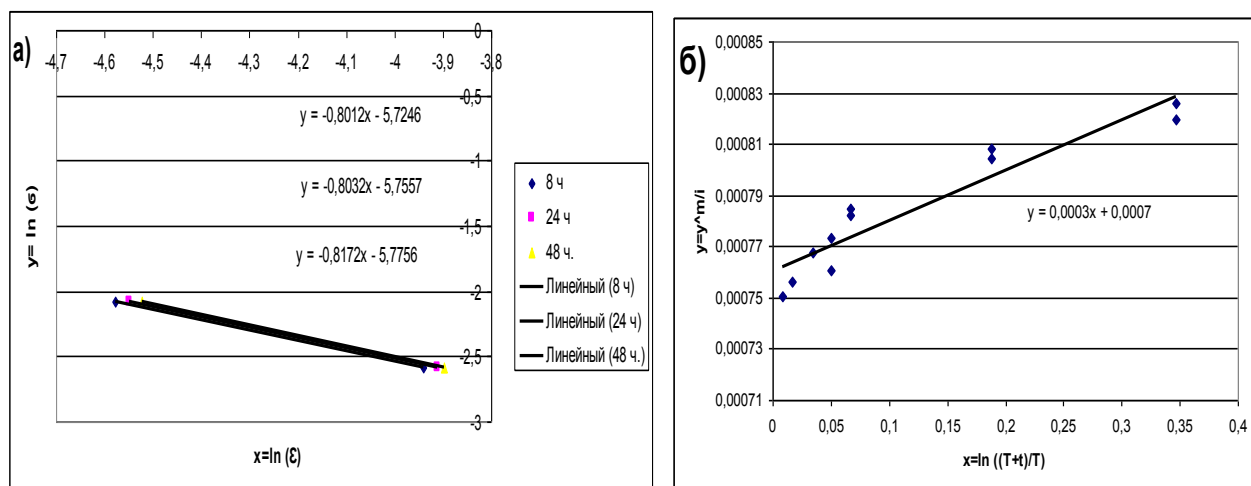 а)
0
-4,7 -4,6 -4,5 -4,4 -4,3 -4,2 -4,1 -4 -3,9 -3,8
-0,5
y = -0,8012x - 5,7246
-1
y = -0,8032x - 5,7557
-1,5
y = -0,8172x - 5,7756
-2
-2,5
-3
y= ln (ϭ)
x=ln (Ɛ)
8 ч
24 ч
48 ч.
Линейный (8 ч)
Линейный (24 ч)
Линейный (48 ч.)
б)
0,00085
0,00083
0,00081
0,00079
0,00077
0,00075
0,00073
0,00071
y = 0,0003x + 0,0007
y=y^m/i
0 0,05 0,1 0,15 0,2 0,25 0,3 0,35 0,4
x=ln ((T+t)/T)